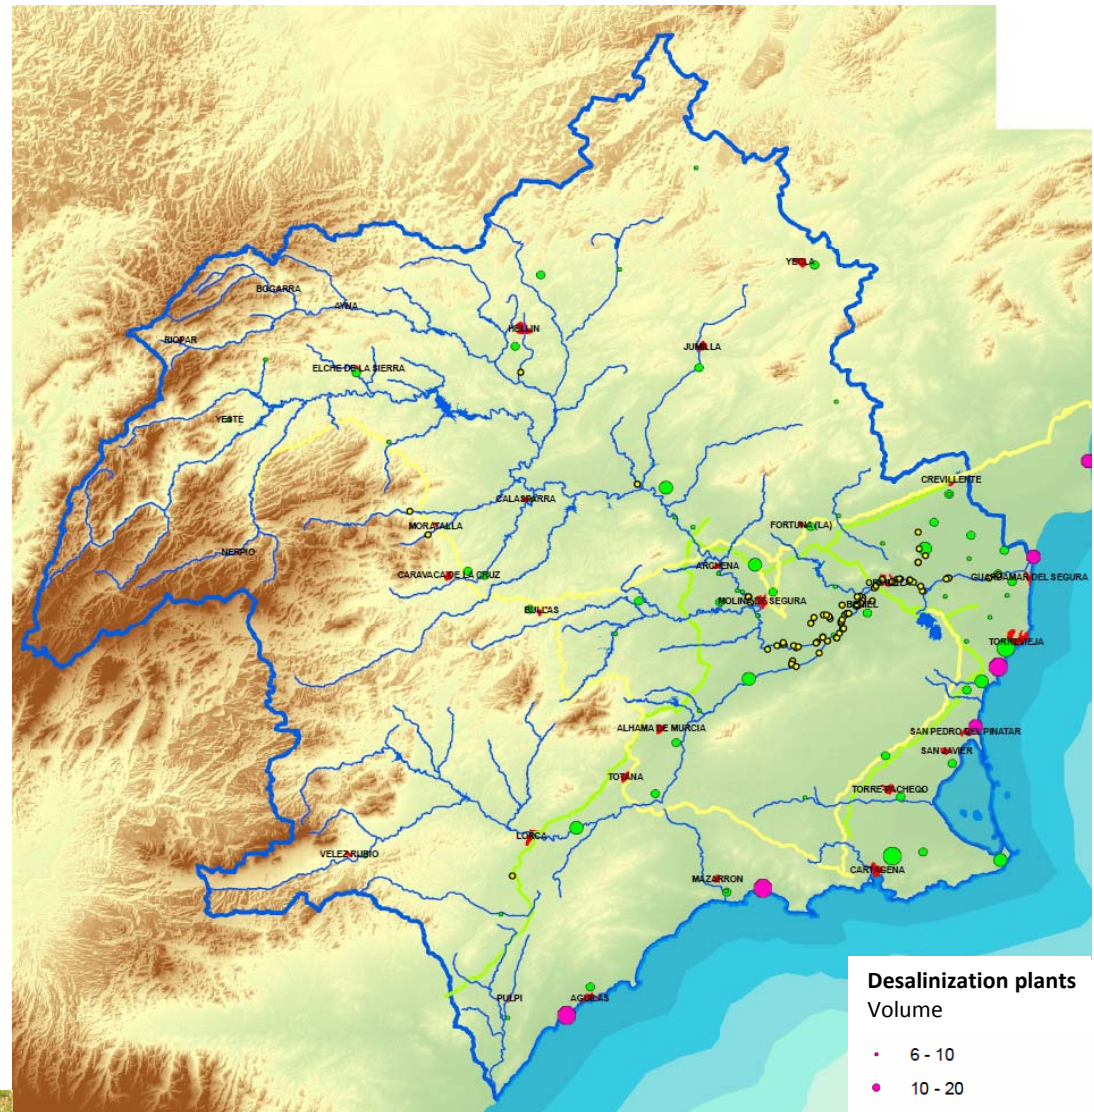 YECLA
BOGARRA
AYNA
HELLIN
RIOPAR
JUMILLA
ELCHE DE LA SIERRA
YESTE
CREVILLENTE
CALASPARRA
MORATALLA
FORTUNA (LA)
NERPIO
ARCHENA
CARAVACA DE LA CRUZ
GUARDAMAR DEL SEGURA
ORIHUELA
MOLINA DE SEGURA
BENIEL
BULLAS
TORREVIEJA
ALHAMA DE MURCIA
SAN PEDRO DEL PINATAR
SAN JAVIER
TOTANA
TORRE-PACHECO
LORCA
VELEZ RUBIO
CARTAGENA
MAZARRON
PULPI
AGUILAS
Desalinization plants
Volume
6 - 10
10 - 20